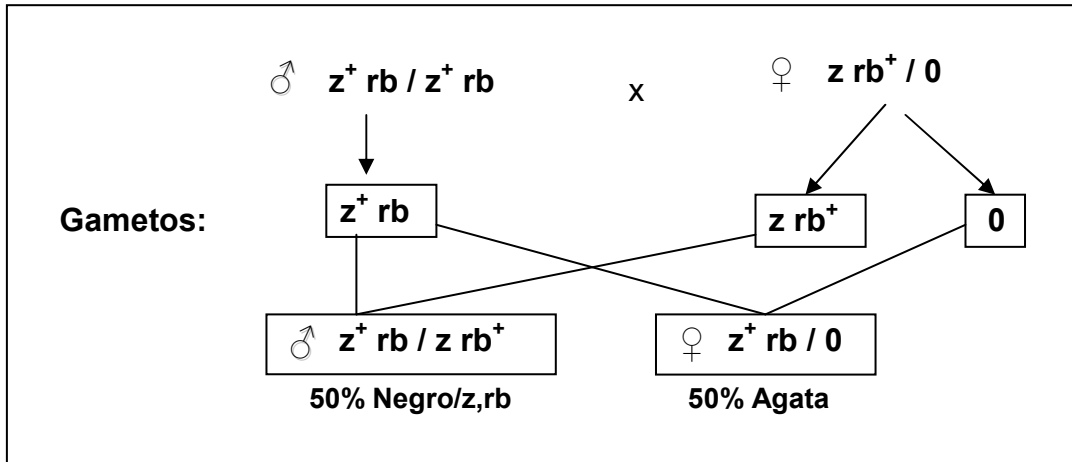 ♂ z⁺ rb / z⁺ rb x ♀ z rb⁺ / 0
Gametos: z⁺ rb z rb⁺ 0
♂ z⁺ rb / z rb⁺ ♀ z⁺ rb / 0
50% Negro/z,rb 50% Agata